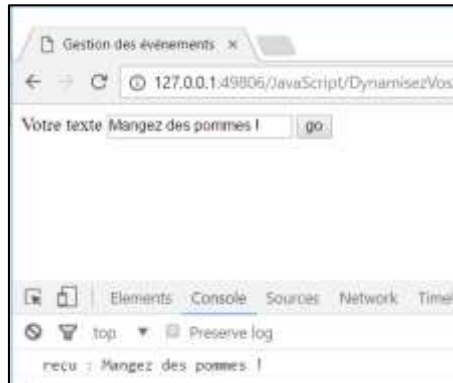 Gestion des événements ×
127.0.0.1:49806/JavaScript/DynamisezVos
Votre texte Mangez des pommes ! go
Elements Console Sources Network Timel
top ▼ Preserve log
reçu : Mangez des pommes !